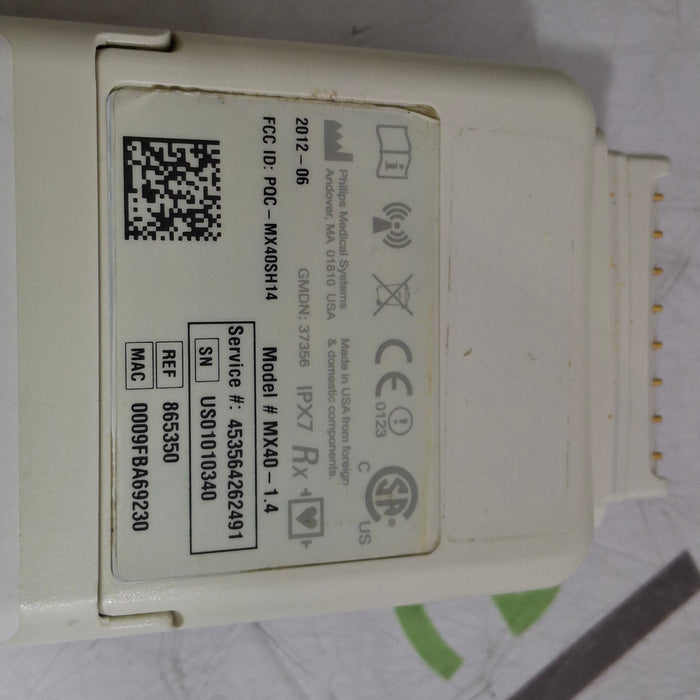 CE 0123
C SA US
Philips Medical Systems
Andover, MA 01810 USA
Made in USA from foreign
& domestic components.
2012-06
GMDN: 37356 IPX7 Rx
FCC ID: PQC-MX40SH14
Model # MX40-1.4
Service #: 453564262491
SN US01010340
REF 865350
MAC 0009FBA69230